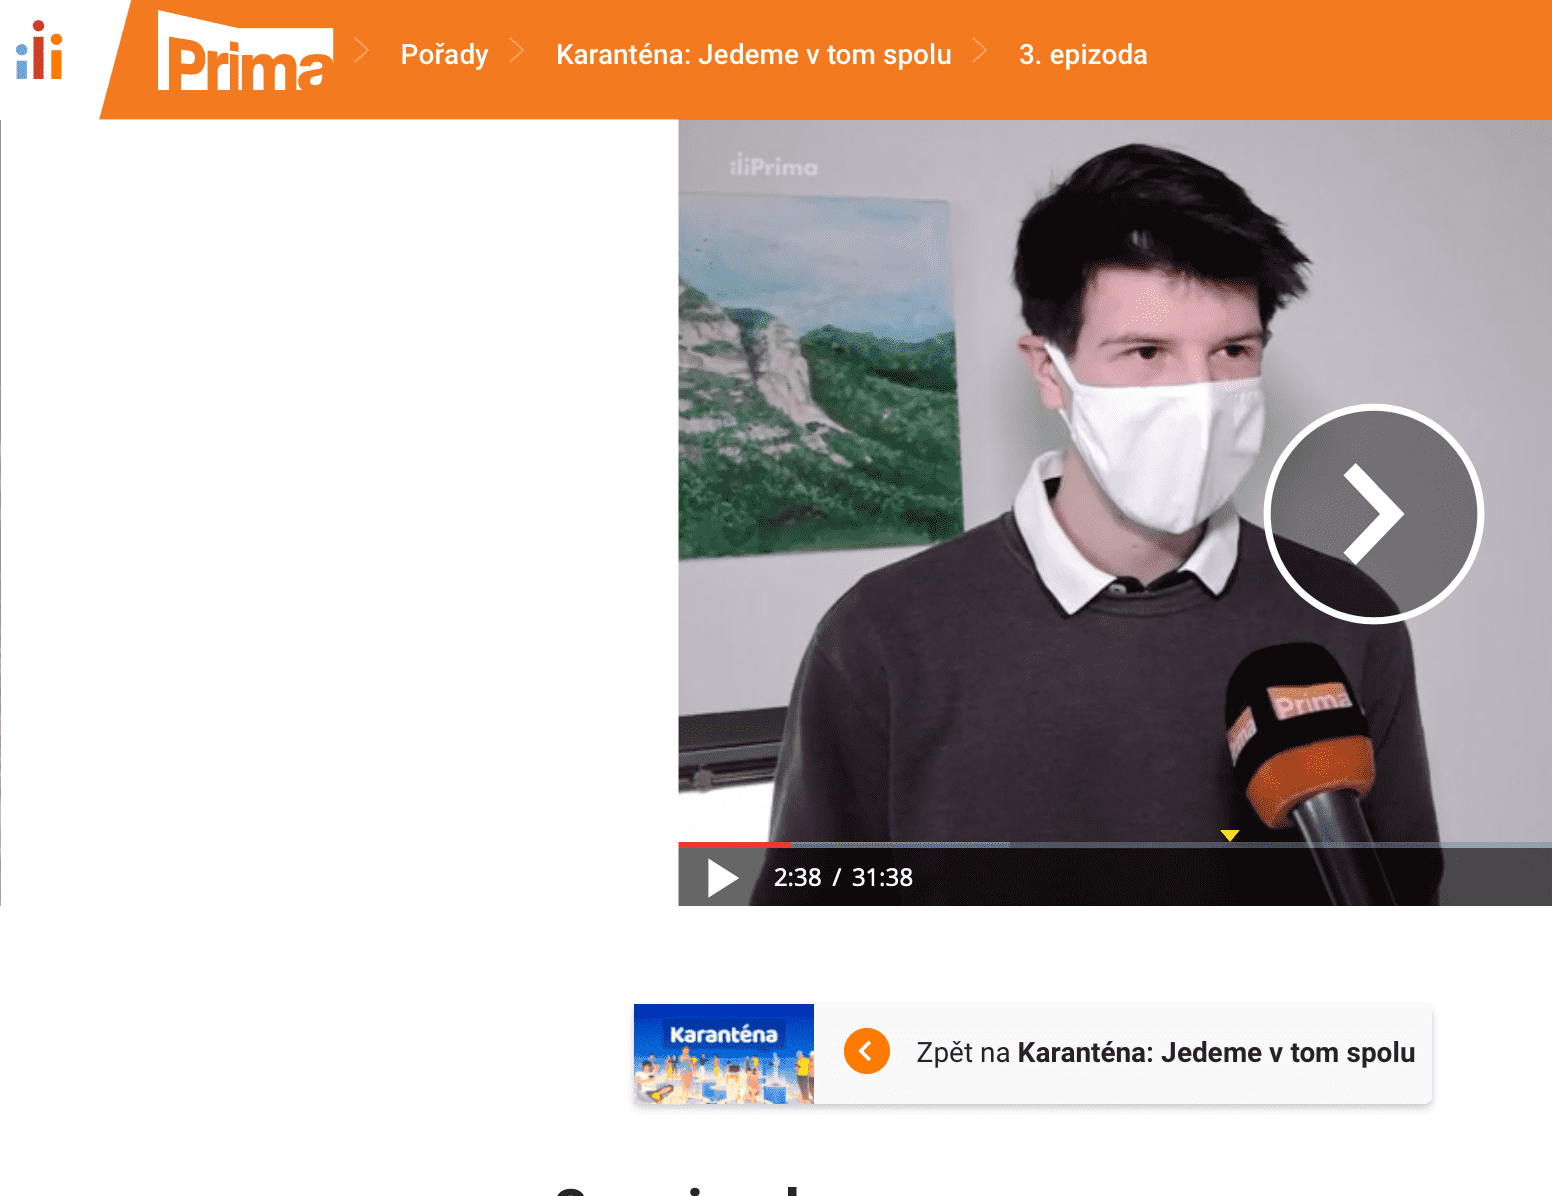 Prima
Pořady
Karanténa: Jedeme v tom spolu
3. epizoda
iliPrima
Prima
2:38 / 31:38
Karanténa
Zpět na Karanténa: Jedeme v tom spolu